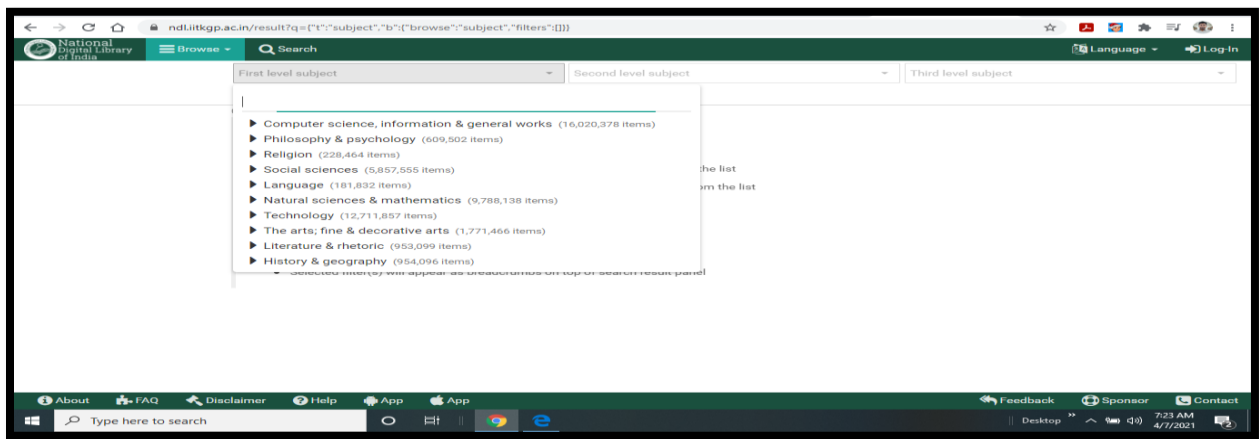 ndl.iitkgp.ac.in/result?q={"t":"subject","b":{"browse":"subject","filters":[]}}
National
Digital Library
of India
Browse
Search
Language
Log-In
First level subject
Second level subject
Third level subject
Computer science, information & general works (16,020,378 items)
Philosophy & psychology (609,502 items)
Religion (228,464 items)
Social sciences (5,857,555 items)
the list
Language (181,832 items)
om the list
Natural sciences & mathematics (9,788,138 items)
Technology (12,711,857 items)
The arts; fine & decorative arts (1,771,466 items)
Literature & rhetoric (953,099 items)
History & geography (954,096 items)
Selected filter(s) will appear as breadcrumbs on top of search result panel
About FAQ Disclaimer Help App App Feedback Sponsor Contact
Type here to search Desktop 7:23 AM
4/7/2021